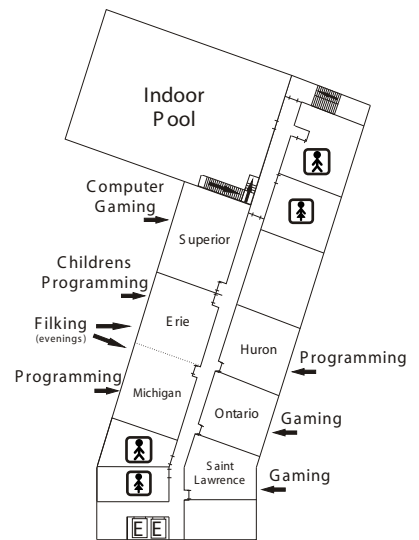 Indoor
Pool
Computer
Gaming
Superior
Childrens
Programming
Erie
Filking
(evenings)
Huron
Programming
Programming
Michigan
Ontario
Gaming
Saint
Lawrence
Gaming
E E